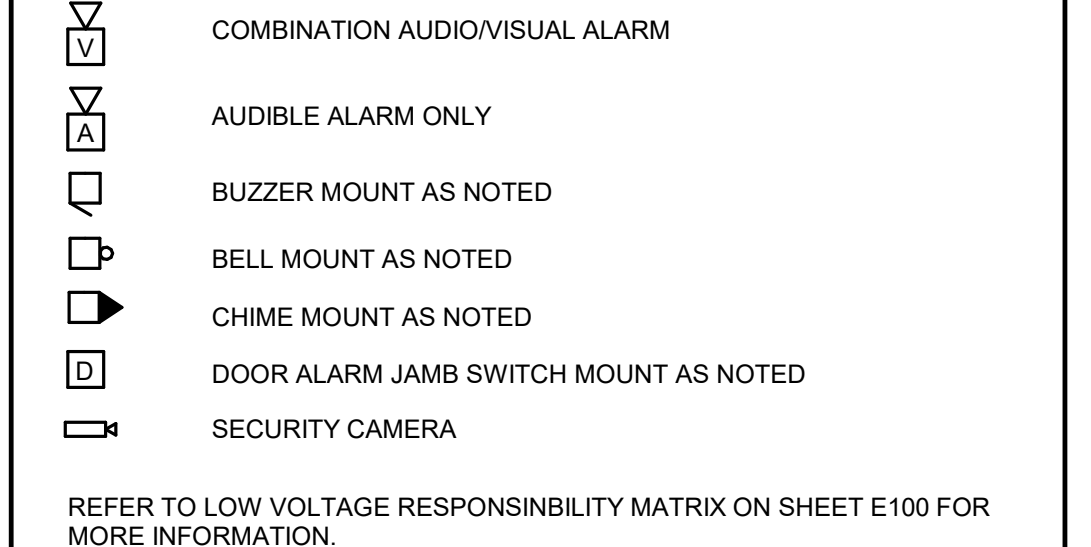 V COMBINATION AUDIO/VISUAL ALARM
A AUDIBLE ALARM ONLY
BUZZER MOUNT AS NOTED
BELL MOUNT AS NOTED
CHIME MOUNT AS NOTED
D DOOR ALARM JAMB SWITCH MOUNT AS NOTED
SECURITY CAMERA
REFER TO LOW VOLTAGE RESPONSINBILITY MATRIX ON SHEET E100 FOR
MORE INFORMATION.